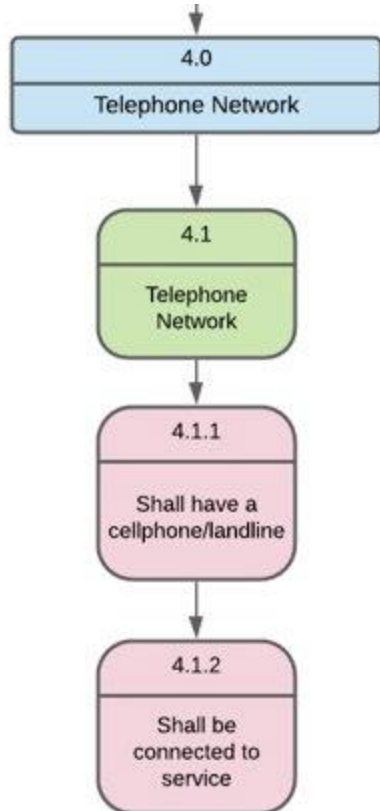 4.0
Telephone Network
4.1
Telephone
Network
4.1.1
Shall have a
cellphone/landline
4.1.2
Shall be
connected to
service